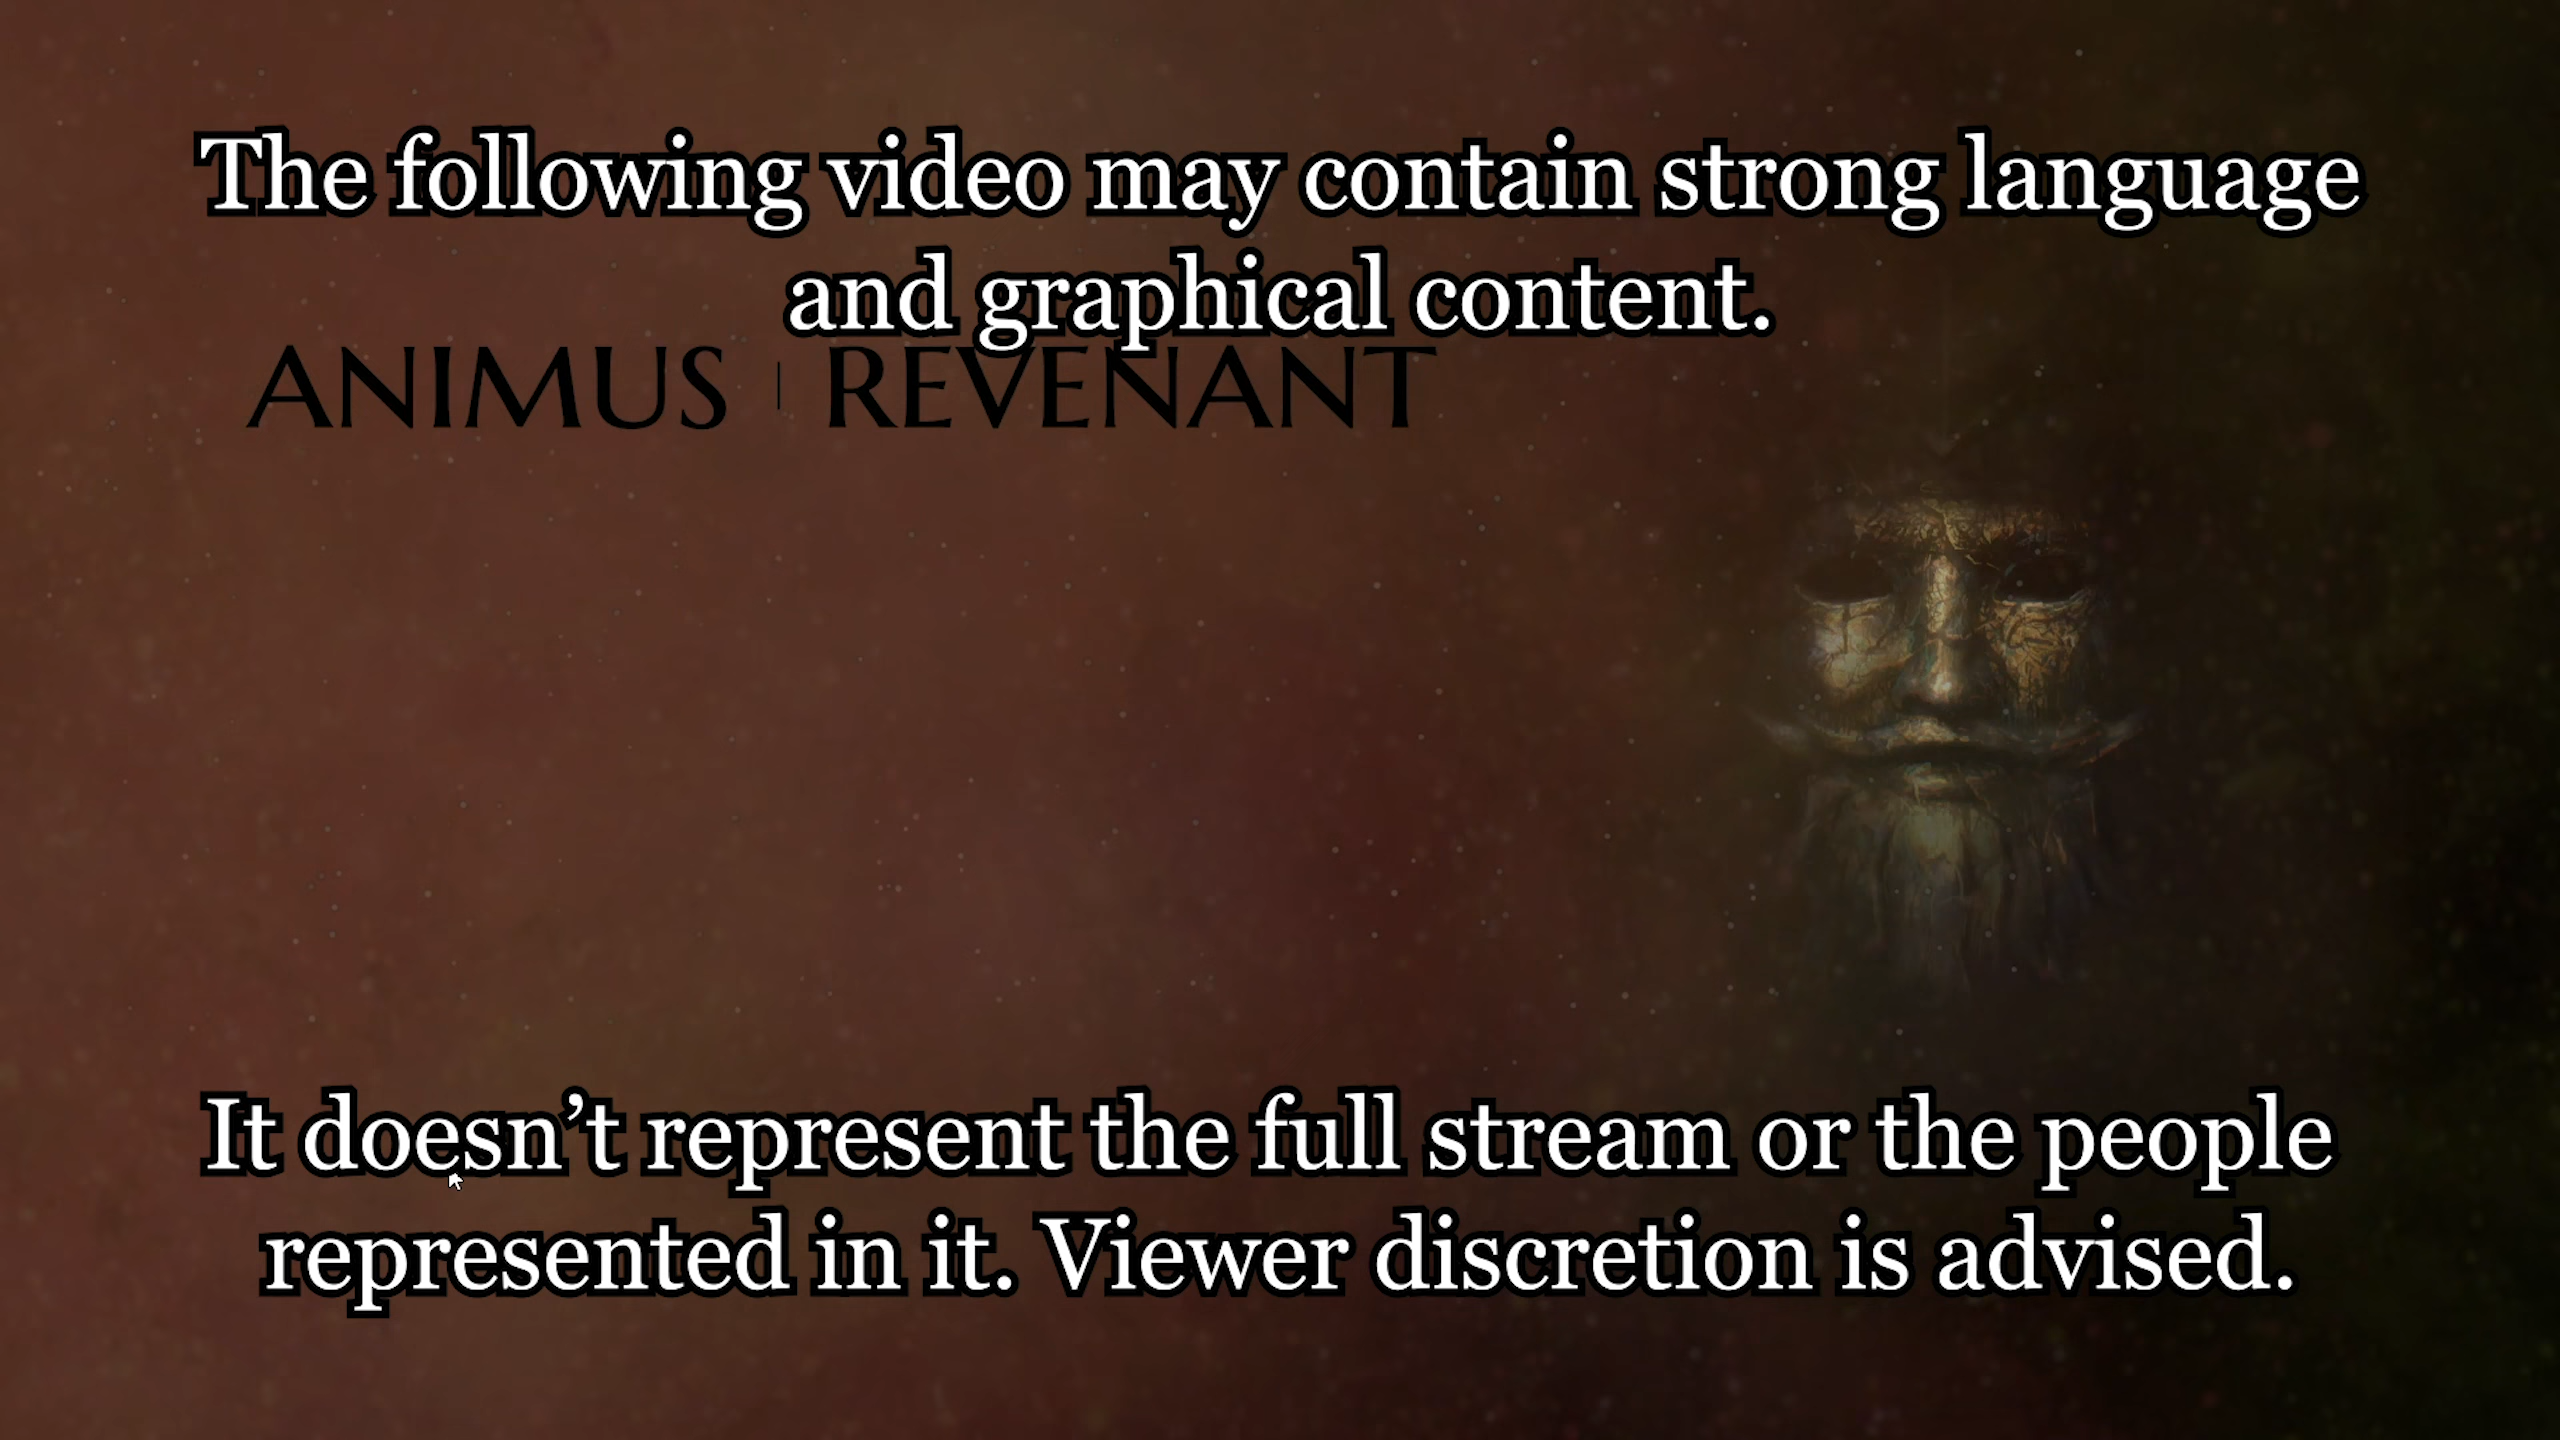 The following video may contain strong language
and graphical content.
ANIMUS | REVENANT
It doesn’t represent the full stream or the people
represented in it. Viewer discretion is advised.